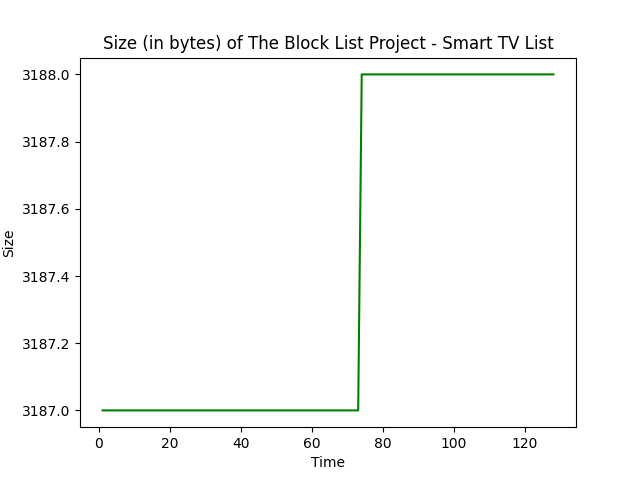 Size (in bytes) of The Block List Project - Smart TV List
3188.0
3187.8
3187.6
3187.4
3187.2
3187.0
Size
0 20 40 60 80 100 120
Time